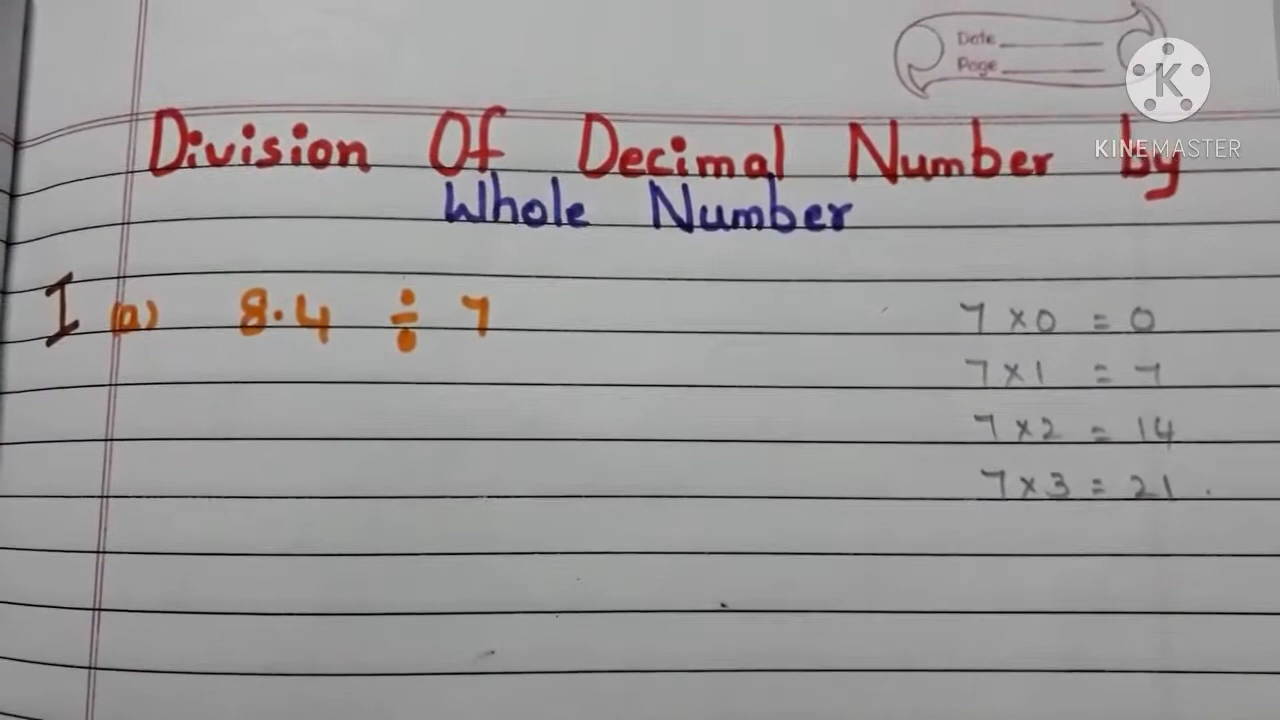 Date
Page
KINEMASTER
Division Of Decimal Number by
Whole Number
I (a) 8.4 ÷ 7
7 × 0 = 0
7 × 1 = 7
7 × 2 = 14
7 × 3 = 21.